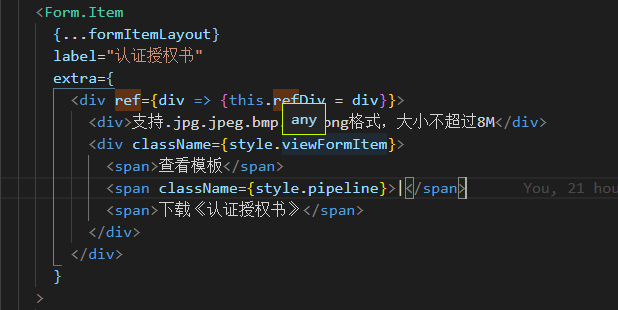 <Form.Item
{...formItemLayout}
label="认证授权书"
extra={
<div ref={div => {this.refDiv = div}}>
<div>支持.jpg.jpeg.bmp. ong格式，大小不超过8M</div>
any
<div className={style.viewFormItem}>
<span>查看模板</span>
<span className={style.pipeline}>|</span> You, 21 hou
<span>下载《认证授权书》</span>
</div>
</div>
}
>